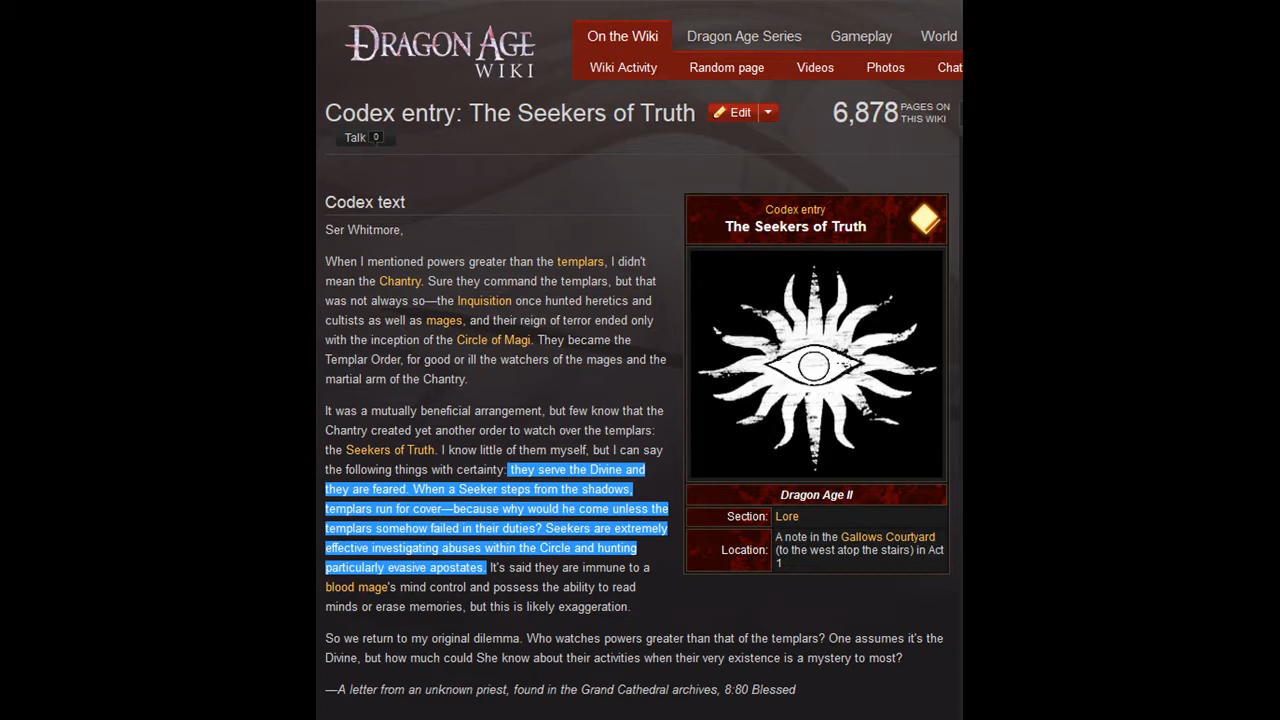 DRAGON AGE
WIKI
On the Wiki Dragon Age Series Gameplay World
Wiki Activity Random page Videos Photos Chat
Codex entry: The Seekers of Truth Edit
6,878 PAGES ON
THIS WIKI
Talk 0
Codex text
Ser Whitmore,
When I mentioned powers greater than the templars, I didn't
mean the Chantry. Sure they command the templars, but that
was not always so—the Inquisition once hunted heretics and
cultists as well as mages, and their reign of terror ended only
with the inception of the Circle of Magi. They became the
Templar Order, for good or ill the watchers of the mages and the
martial arm of the Chantry.
It was a mutually beneficial arrangement, but few know that the
Chantry created yet another order to watch over the templars:
the Seekers of Truth. I know little of them myself, but I can say
the following things with certainty: they serve the Divine and
they are feared. When a Seeker steps from the shadows,
templars run for cover—because why would he come unless the
templars somehow failed in their duties? Seekers are extremely
effective investigating abuses within the Circle and hunting
particularly evasive apostates. It's said they are immune to a
blood mage's mind control and possess the ability to read
minds or erase memories, but this is likely exaggeration.
Codex entry
The Seekers of Truth
Dragon Age II
Section: Lore
Location: A note in the Gallows Courtyard
(to the west atop the stairs) in Act
1
So we return to my original dilemma. Who watches powers greater than that of the templars? One assumes it's the
Divine, but how much could She know about their activities when their very existence is a mystery to most?
—A letter from an unknown priest, found in the Grand Cathedral archives, 8:80 Blessed